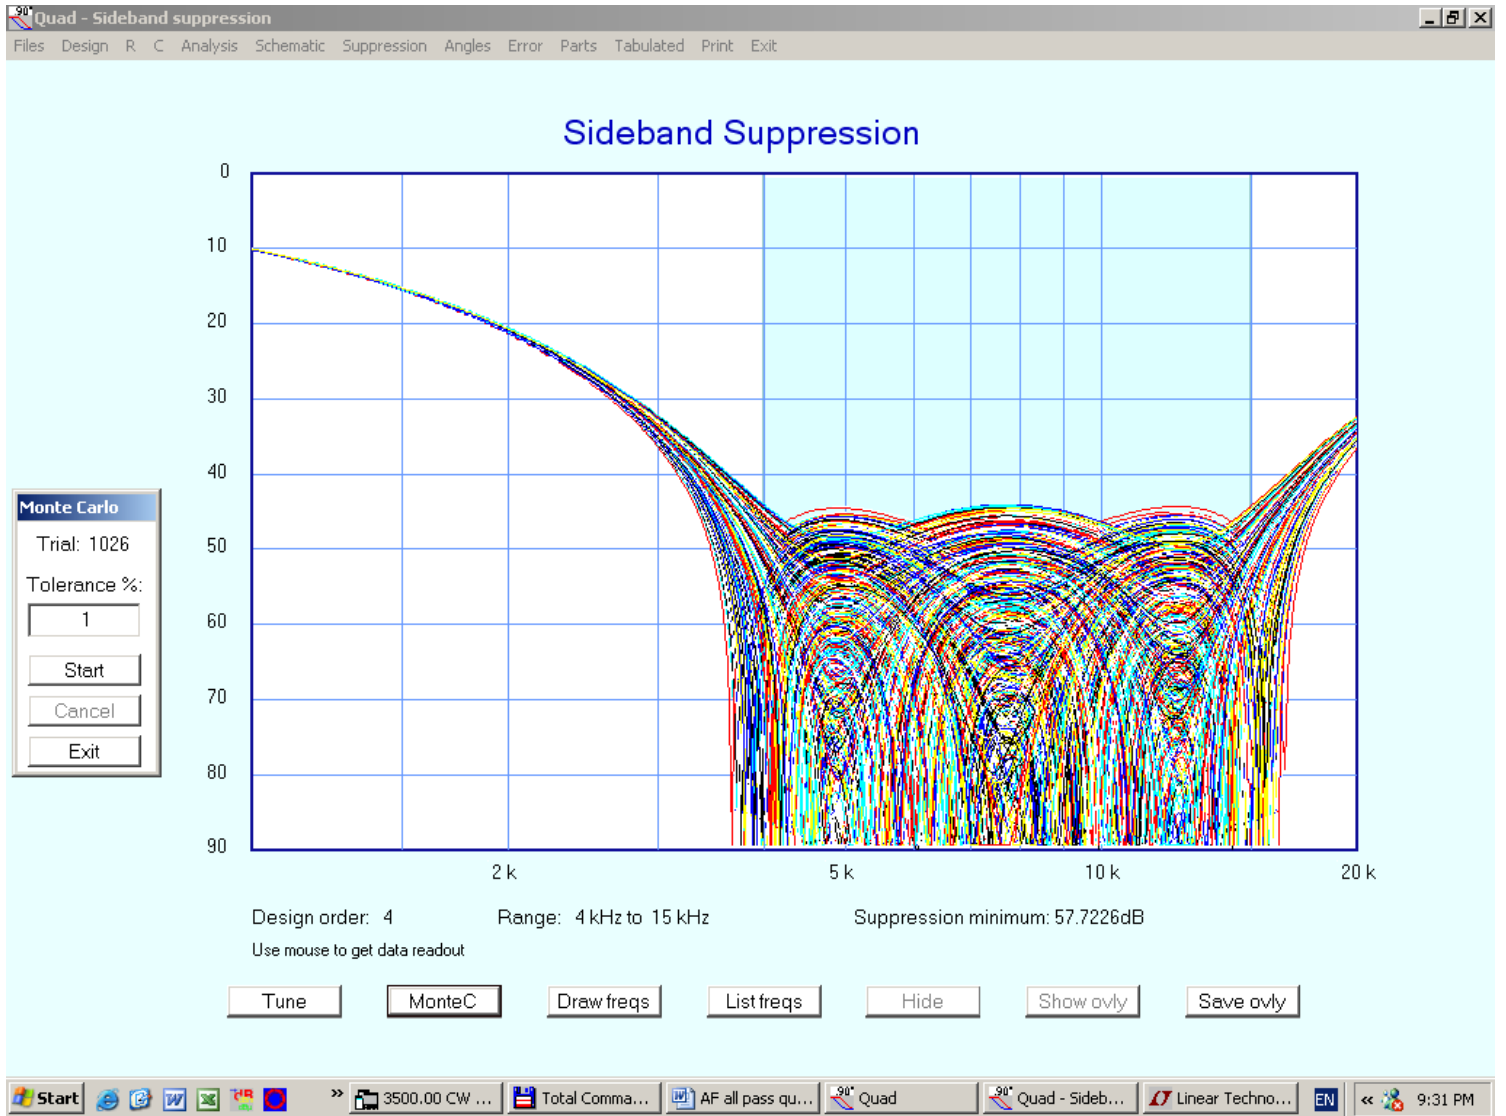 90°
Quad - Sideband suppression
Files Design R C Analysis Schematic Suppression Angles Error Parts Tabulated Print Exit
Sideband Suppression
0
10
20
30
40
50
60
70
80
90
2 k 5 k 10 k 20 k
Monte Carlo
Trial: 1026
Tolerance %:
1
Start
Cancel
Exit
Design order: 4 Range: 4 kHz to 15 kHz Suppression minimum: 57.7226dB
Use mouse to get data readout
Tune MonteC Draw freqs List freqs Hide Show ovly Save ovly
Start » 3500.00 CW ... Total Comma... AF all pass qu... 90° Quad 90° Quad - Sideb... Linear Techno... EN « 9:31 PM